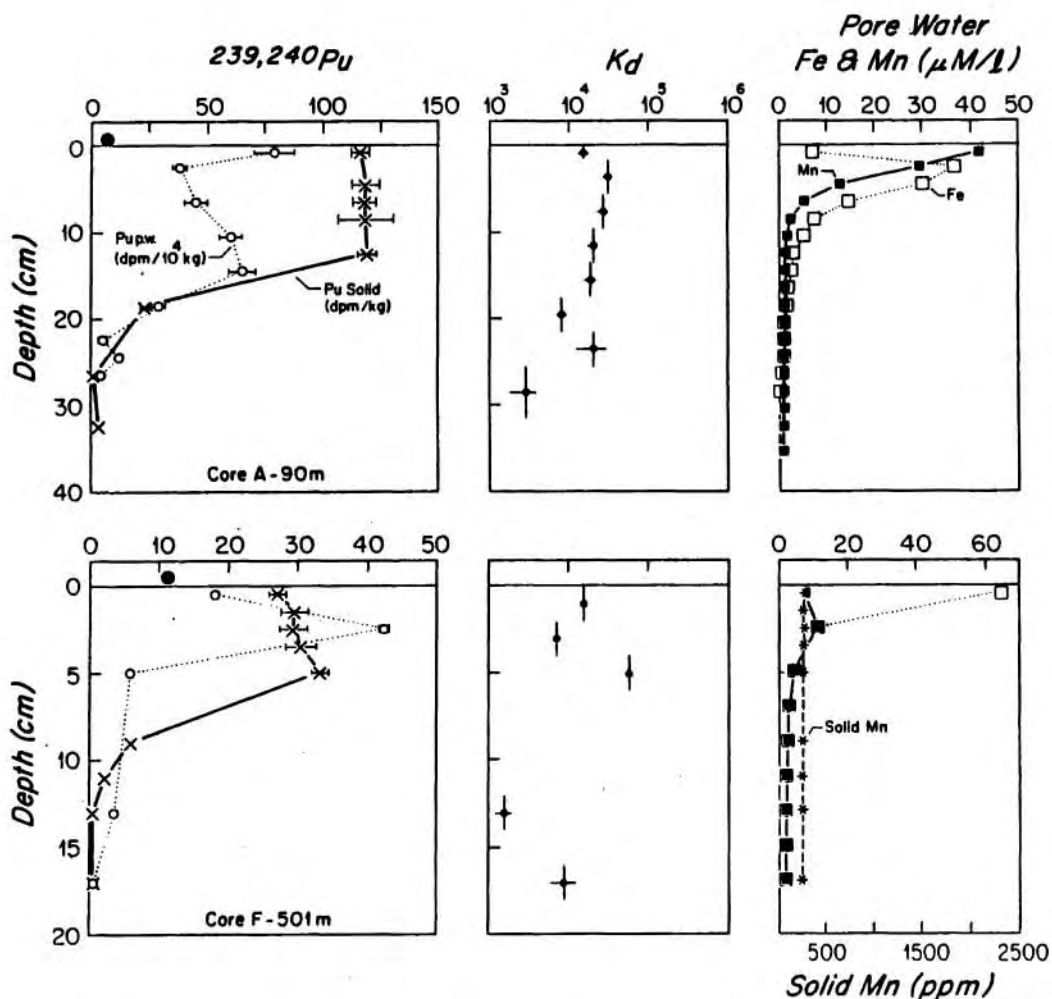 239,240Pu
Kd
Pore Water
Fe & Mn (μM/l)
0 50 100 150
10³ 10⁴ 10⁵ 10⁶
0 10 20 30 40 50
0
10
20
30
40
Depth (cm)
Pu p.w.
(dpm/10⁴ kg)
Pu Solid
(dpm/kg)
Core A-90m
Mn
Fe
0 10 20 30 40 50
0 20 40 60
0
5
10
15
20
Depth (cm)
Core F-501m
Solid Mn
500 1500 2500
Solid Mn (ppm)